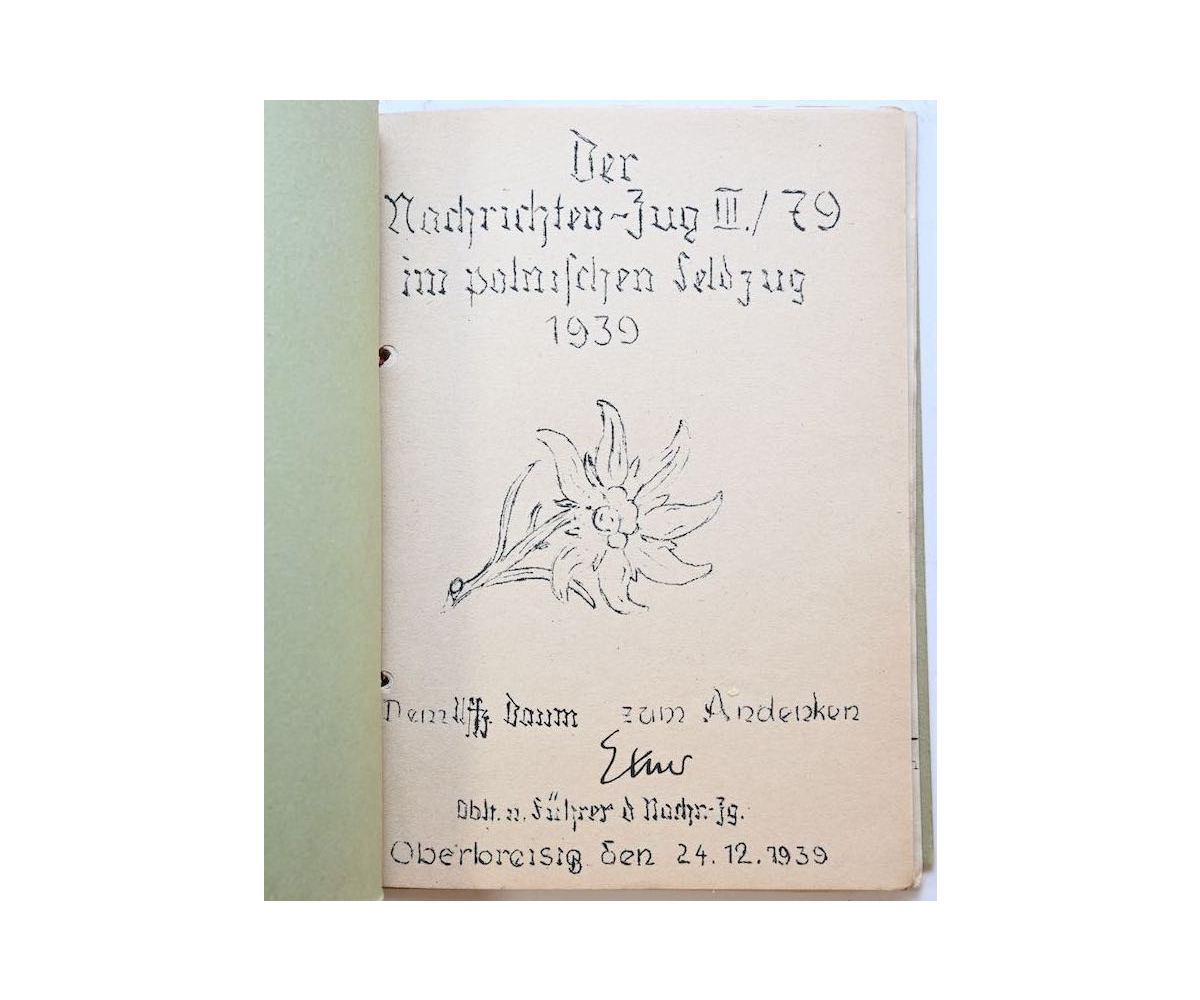 Der
Nachrichten-Zug III./79
im polnischen Feldzug
1939
Dem Uffz. Baum zum Andenken
Oblt. u. Führer d Nachr.-Zg.
Oberbreisig den 24.12.1939